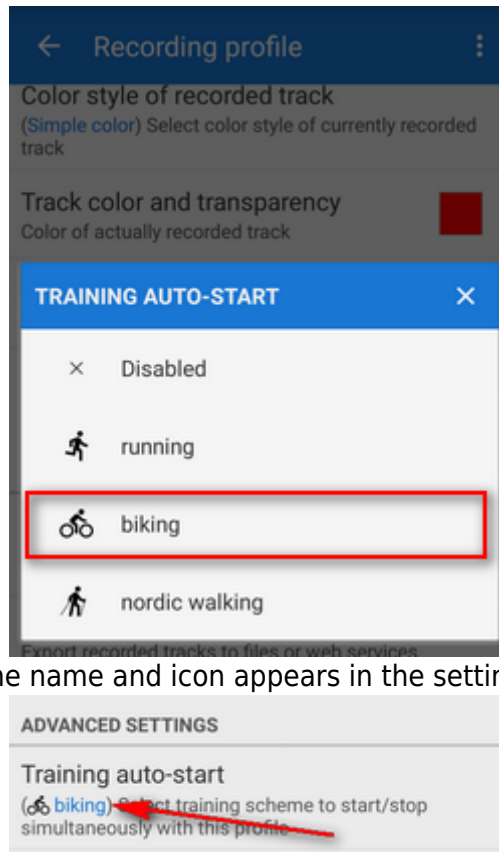 Recording profile
Color style of recorded track
(Simple color) Select color style of currently recorded
track
Track color and transparency
Color of actually recorded track
TRAINING AUTO-START
Disabled
running
biking
nordic walking
Export recorded tracks to files or web services
ne name and icon appears in the settin
ADVANCED SETTINGS
Training auto-start
(biking) Select training scheme to start/stop
simultaneously with this profile